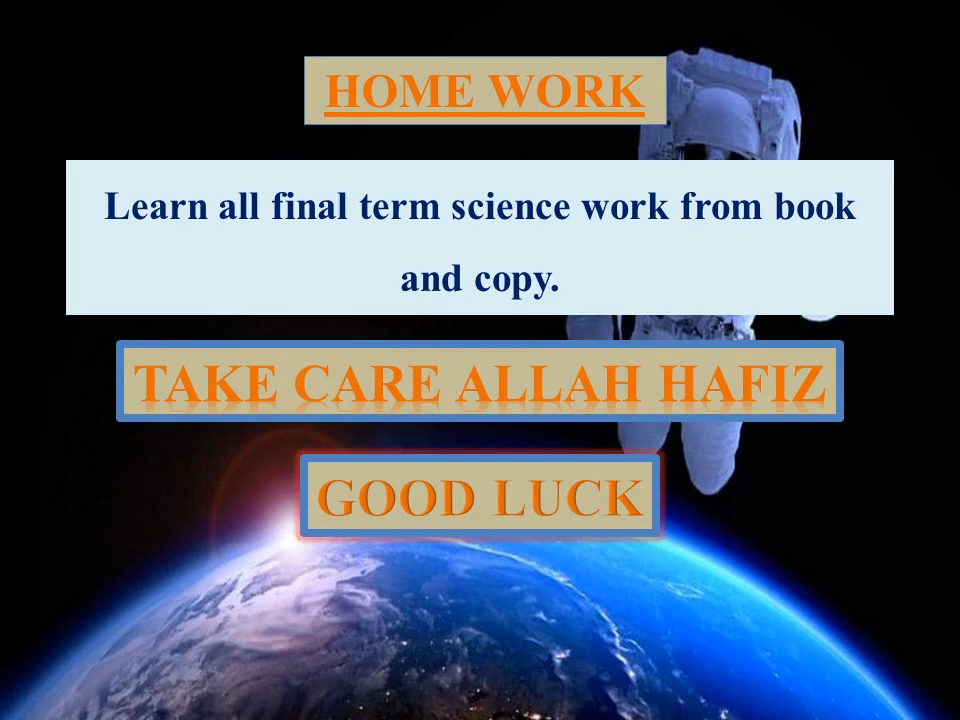 HOME WORK
Learn all final term science work from book
and copy.
TAKE CARE ALLAH HAFIZ
GOOD LUCK